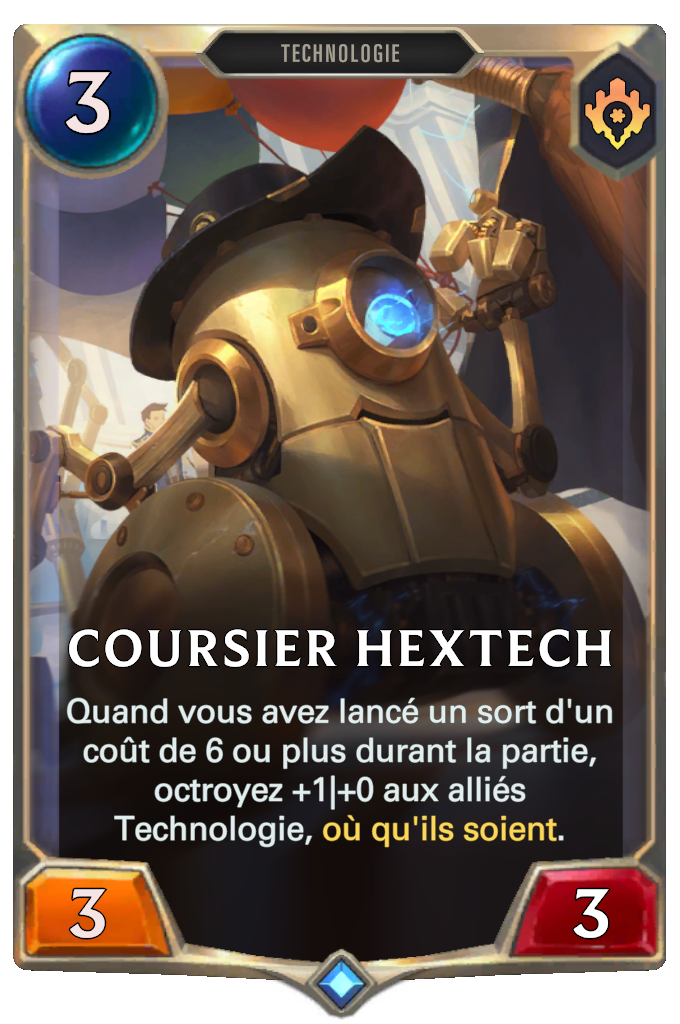 3
TECHNOLOGIE
COURSIER HEXTECH
Quand vous avez lancé un sort d'un
coût de 6 ou plus durant la partie,
octroyez +1|+0 aux alliés
Technologie, où qu'ils soient.
3
3